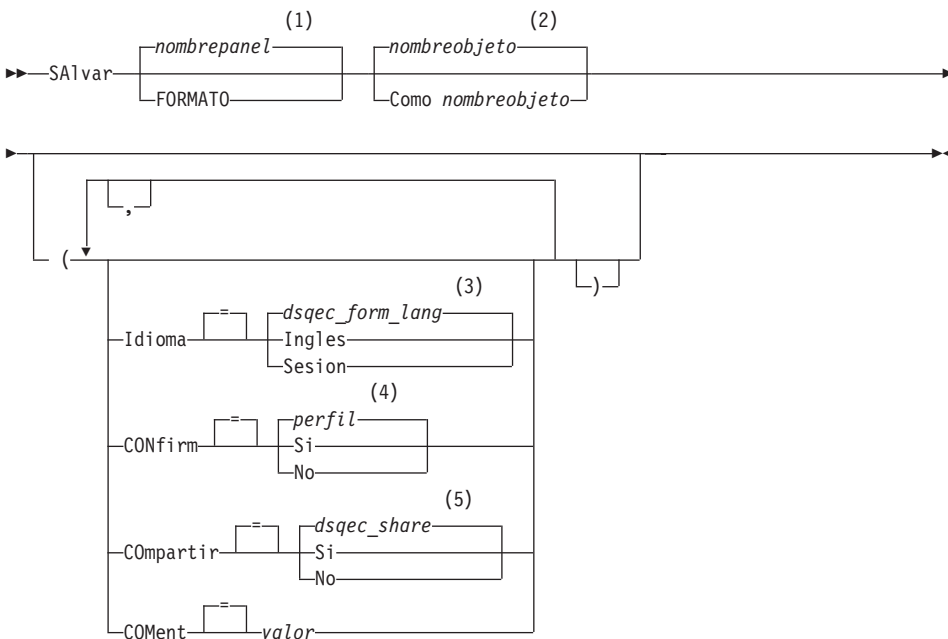 (1) (2)
nombrepanel nombreobjeto
SAlvar
FORMATO Como nombreobjeto
,
( )
(3)
= dsqec_form_lang
Idioma Ingles
Sesion
(4)
= perfil
CONfirm Si
No
(5)
= dsqec_share
COmpartir Si
No
=
COMent valor